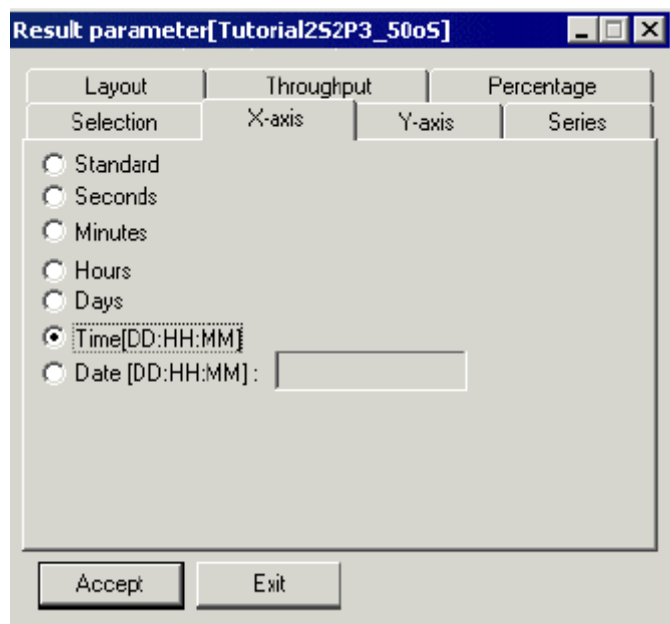 Result parameter[Tutorial2S2P3_50oS]
Layout Throughput Percentage
Selection X-axis Y-axis Series
Standard
Seconds
Minutes
Hours
Days
Time[DD:HH:MM]
Date [DD:HH:MM] :
Accept Exit